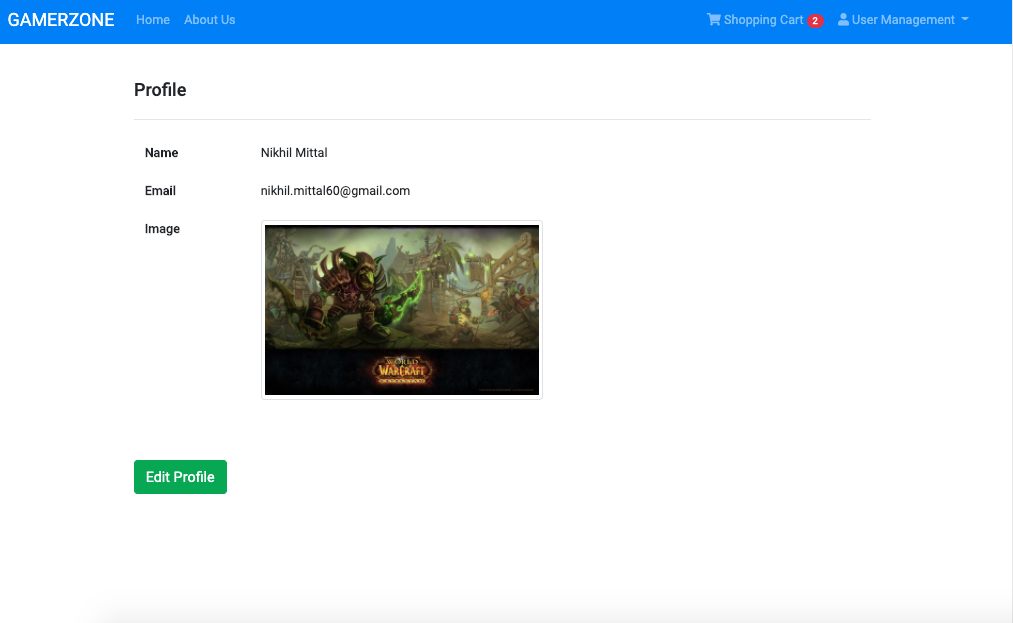 GAMERZONE Home About Us Shopping Cart 2 User Management
Profile
Name Nikhil Mittal
Email nikhil.mittal60@gmail.com
Image
WORLD
WARCRAFT
CATACLYSM
Edit Profile